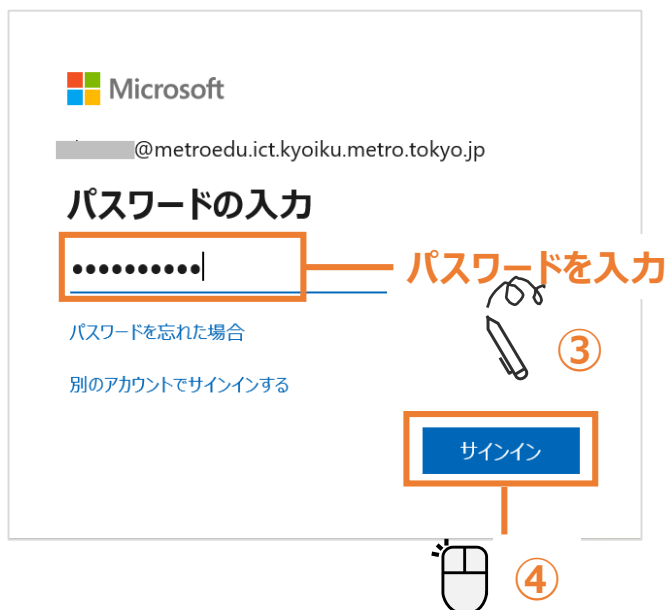 Microsoft
@metroedu.ict.kyoiku.metro.tokyo.jp
パスワードの入力
••••••••••
パスワードを入力
パスワードを忘れた場合
③
別のアカウントでサインインする
サインイン
④